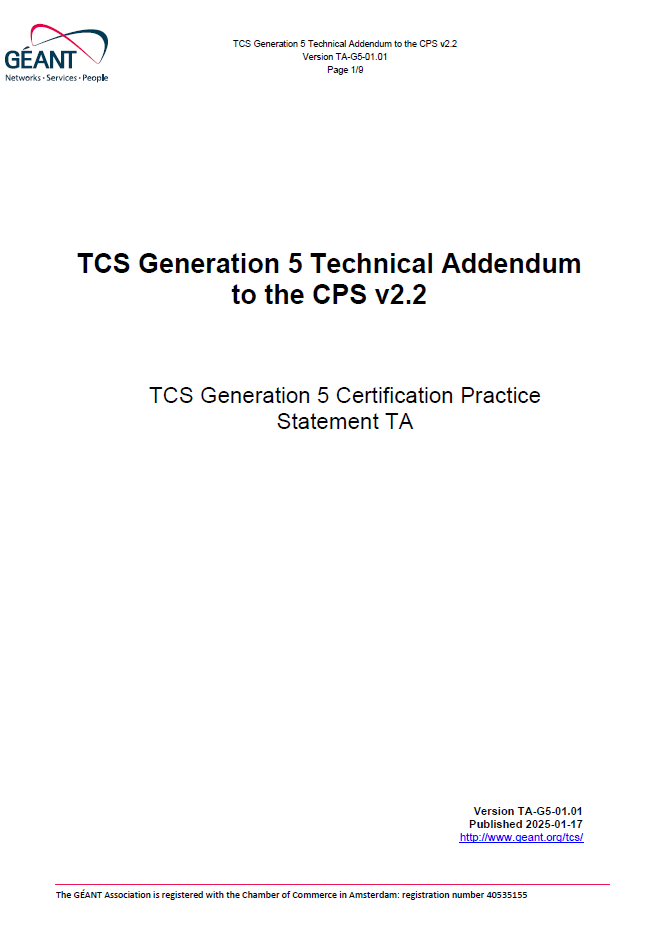 GÉANT
Networks · Services · People
TCS Generation 5 Technical Addendum to the CPS v2.2
Version TA-G5-01.01
Page 1/9
TCS Generation 5 Technical Addendum
to the CPS v2.2
TCS Generation 5 Certification Practice
Statement TA
Version TA-G5-01.01
Published 2025-01-17
http://www.geant.org/tcs/
The GÉANT Association is registered with the Chamber of Commerce in Amsterdam: registration number 40535155